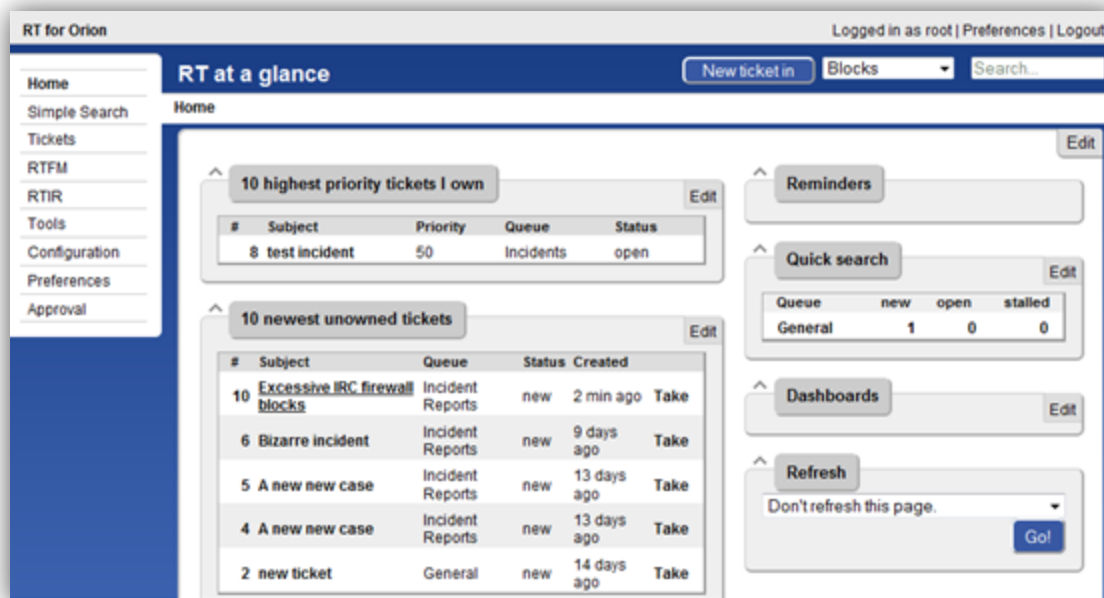 RT for Orion
Logged in as root | Preferences | Logout
Home
Simple Search
Tickets
RTFM
RTIR
Tools
Configuration
Preferences
Approval
RT at a glance
New ticket in
Blocks
Search...
Home
Edit
10 highest priority tickets I own
Edit
# Subject Priority Queue Status
8 test incident 50 Incidents open
10 newest unowned tickets
Edit
# Subject Queue Status Created
10 Excessive IRC firewall blocks Incident Reports new 2 min ago Take
6 Bizarre incident Incident Reports new 9 days ago Take
5 A new new case Incident Reports new 13 days ago Take
4 A new new case Incident Reports new 13 days ago Take
2 new ticket General new 14 days ago Take
Reminders
Quick search
Edit
Queue new open stalled
General 1 0 0
Dashboards
Edit
Refresh
Don't refresh this page.
Go!